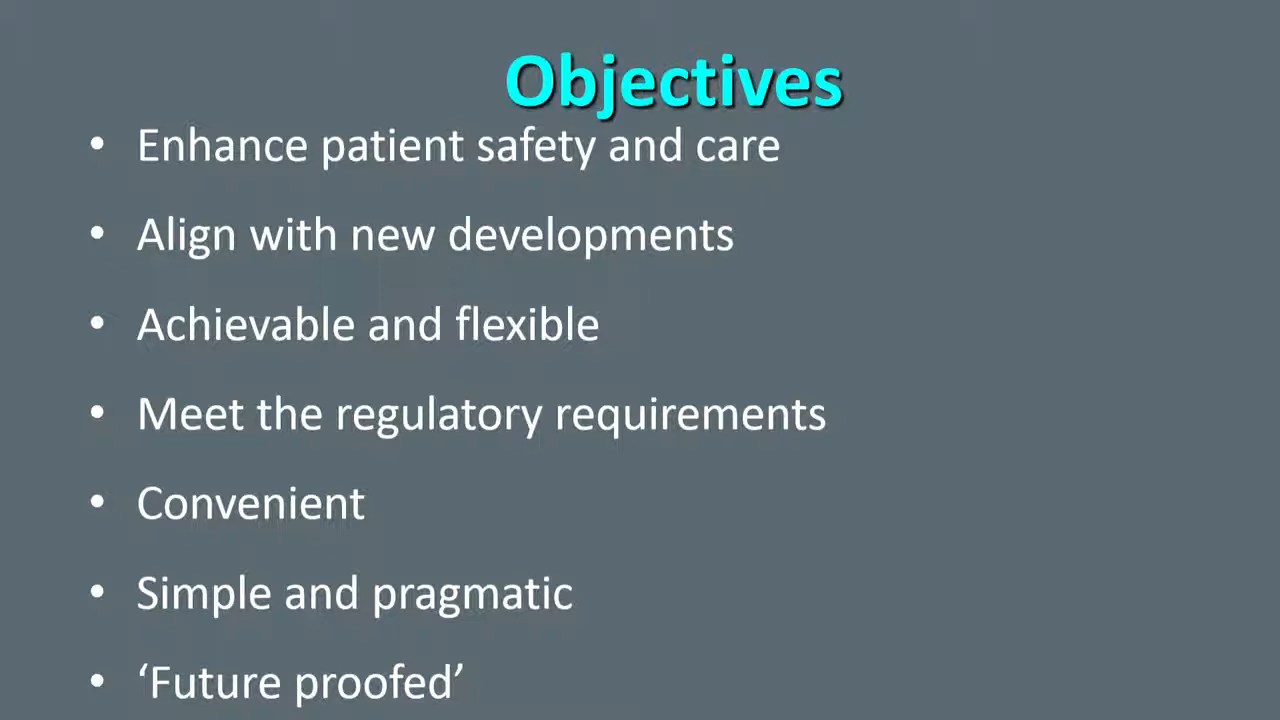 Objectives
• Enhance patient safety and care
• Align with new developments
• Achievable and flexible
• Meet the regulatory requirements
• Convenient
• Simple and pragmatic
• ‘Future proofed’